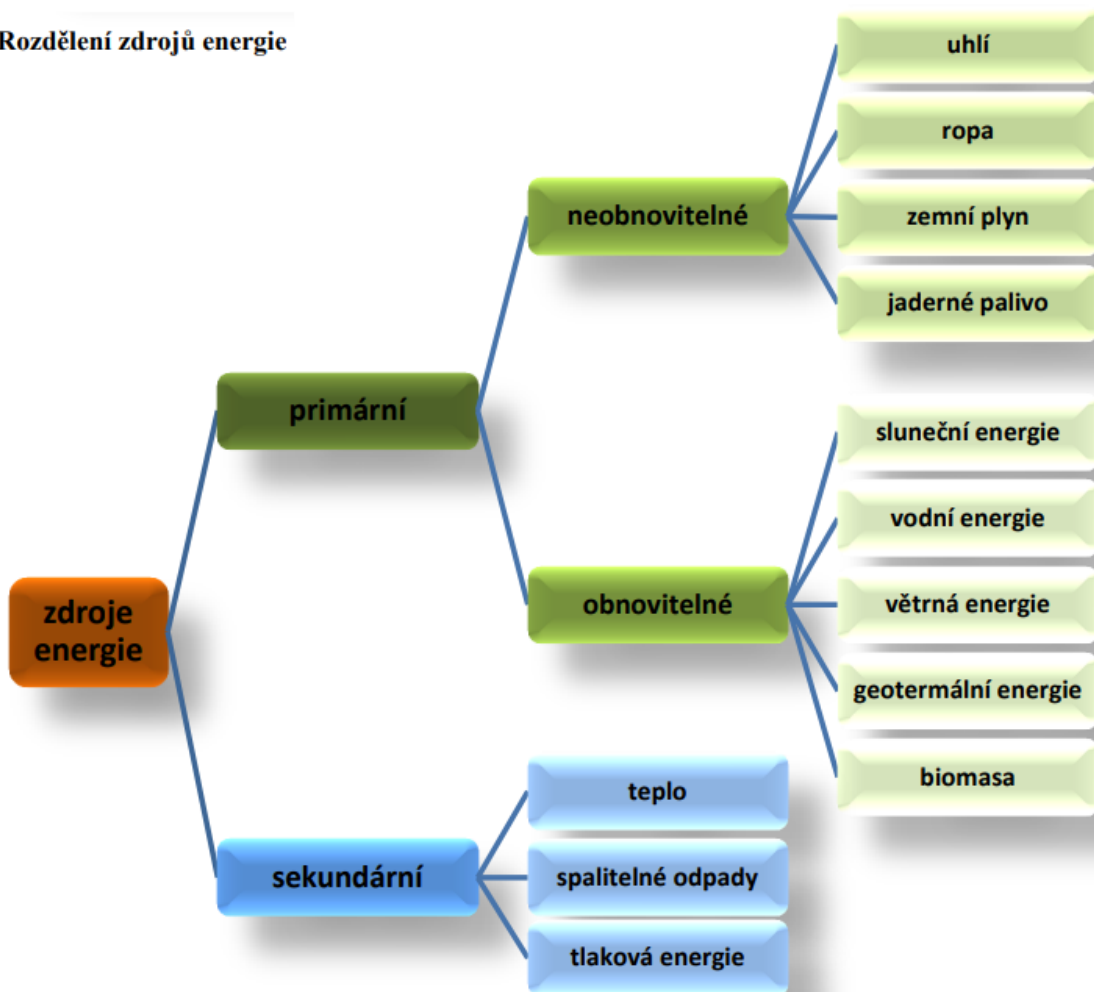 Rozdělení zdrojů energie
uhlí
ropa
neobnovitelné
zemní plyn
jaderné palivo
primární
sluneční energie
vodní energie
obnovitelné
větrná energie
zdroje
energie
geotermální energie
biomasa
teplo
sekundární
spalitelné odpady
tlaková energie